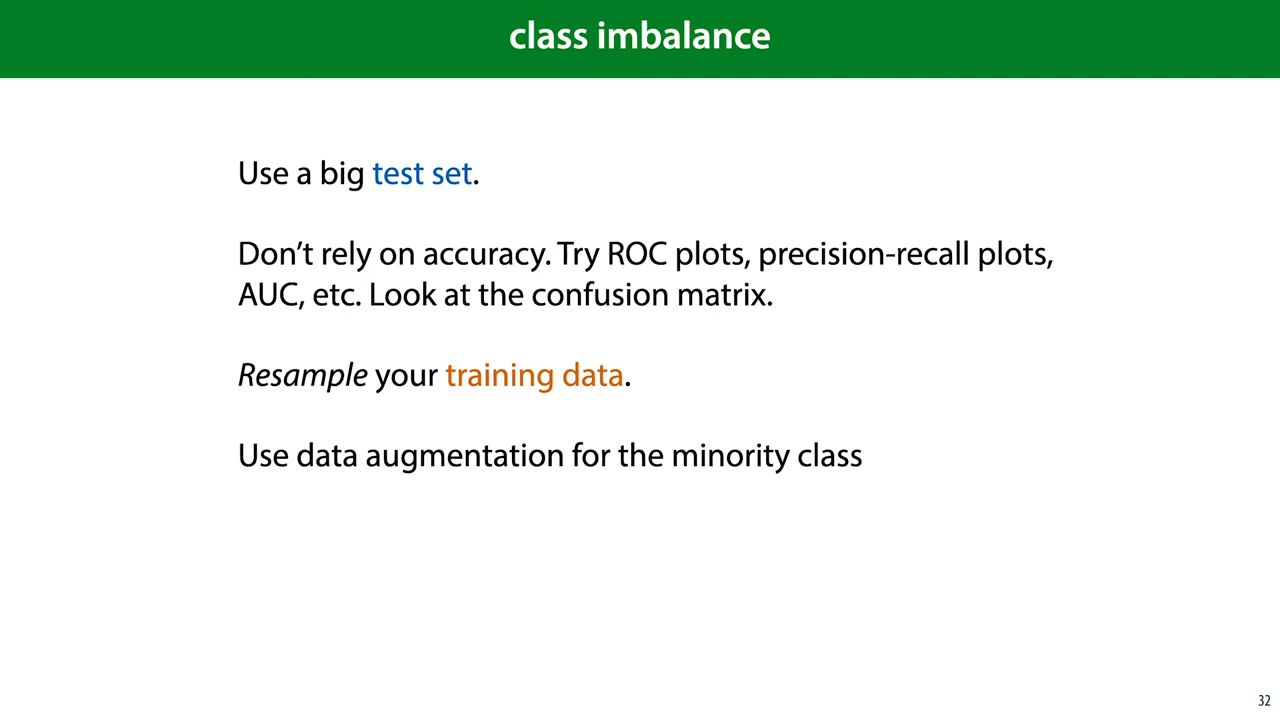 class imbalance
Use a big test set.
Don’t rely on accuracy. Try ROC plots, precision-recall plots,
AUC, etc. Look at the confusion matrix.
Resample your training data.
Use data augmentation for the minority class
32